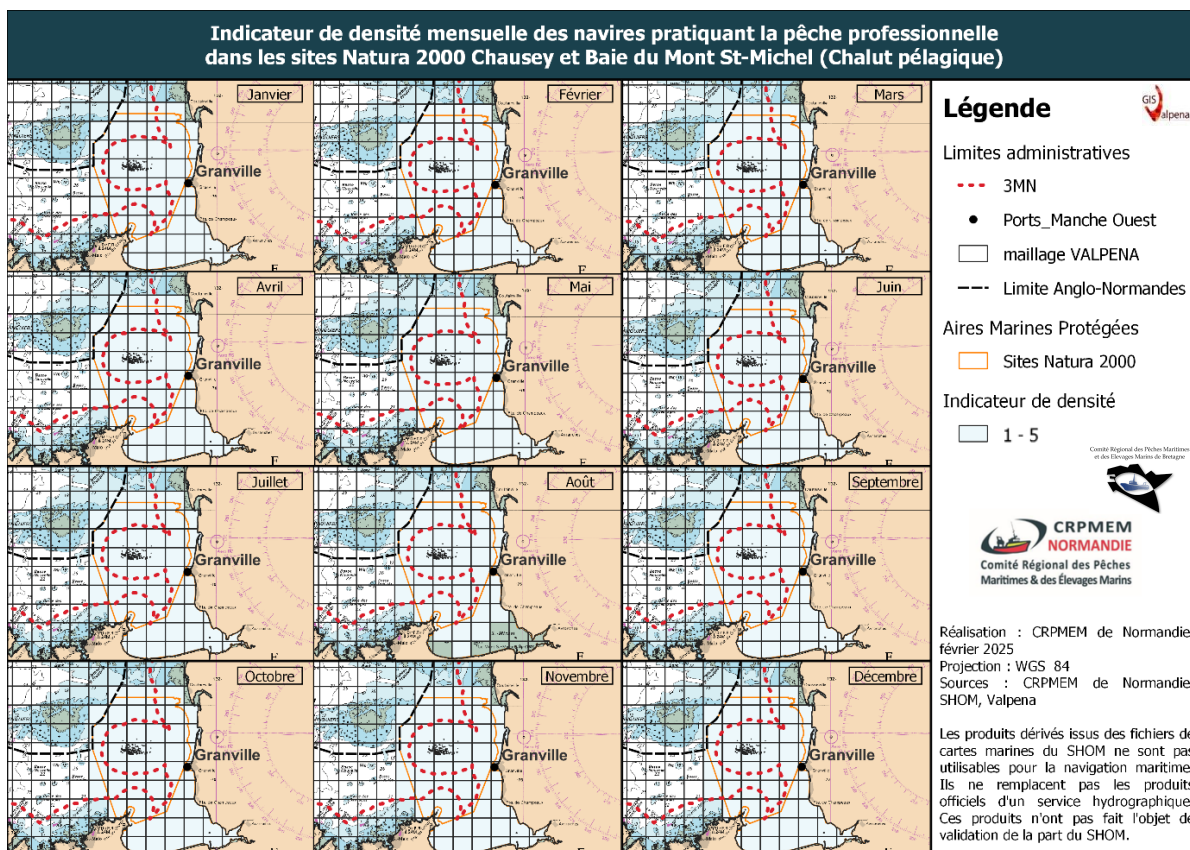 Indicateur de densité mensuelle des navires pratiquant la pêche professionnelle
dans les sites Natura 2000 Chausey et Baie du Mont St-Michel (Chalut pélagique)
Janvier
Granville
Février
Granville
Mars
Granville
Avril
Granville
Mai
Granville
Juin
Granville
Juillet
Granville
Août
Granville
Septembre
Granville
Octobre
Granville
Novembre
Granville
Décembre
Granville
Légende
GIS
Valpena
Limites administratives
3MN
Ports_Manche Ouest
maillage VALPENA
Limite Anglo-Normandes
Aires Marines Protégées
Sites Natura 2000
Indicateur de densité
1 - 5
Comité Régional des Pêches Maritimes
et des Elevages Marins de Bretagne
CRPMEM
NORMANDIE
Comité Régional des Pêches
Maritimes & des Élevages Marins
Réalisation : CRPMEM de Normandie
février 2025
Projection : WGS 84
Sources : CRPMEM de Normandie
SHOM, Valpena
Les produits dérivés issus des fichiers de
cartes marines du SHOM ne sont pas
utilisables pour la navigation maritime
Ils ne remplacent pas les produits
officiels d'un service hydrographique
Ces produits n'ont pas fait l'objet de
validation de la part du SHOM.